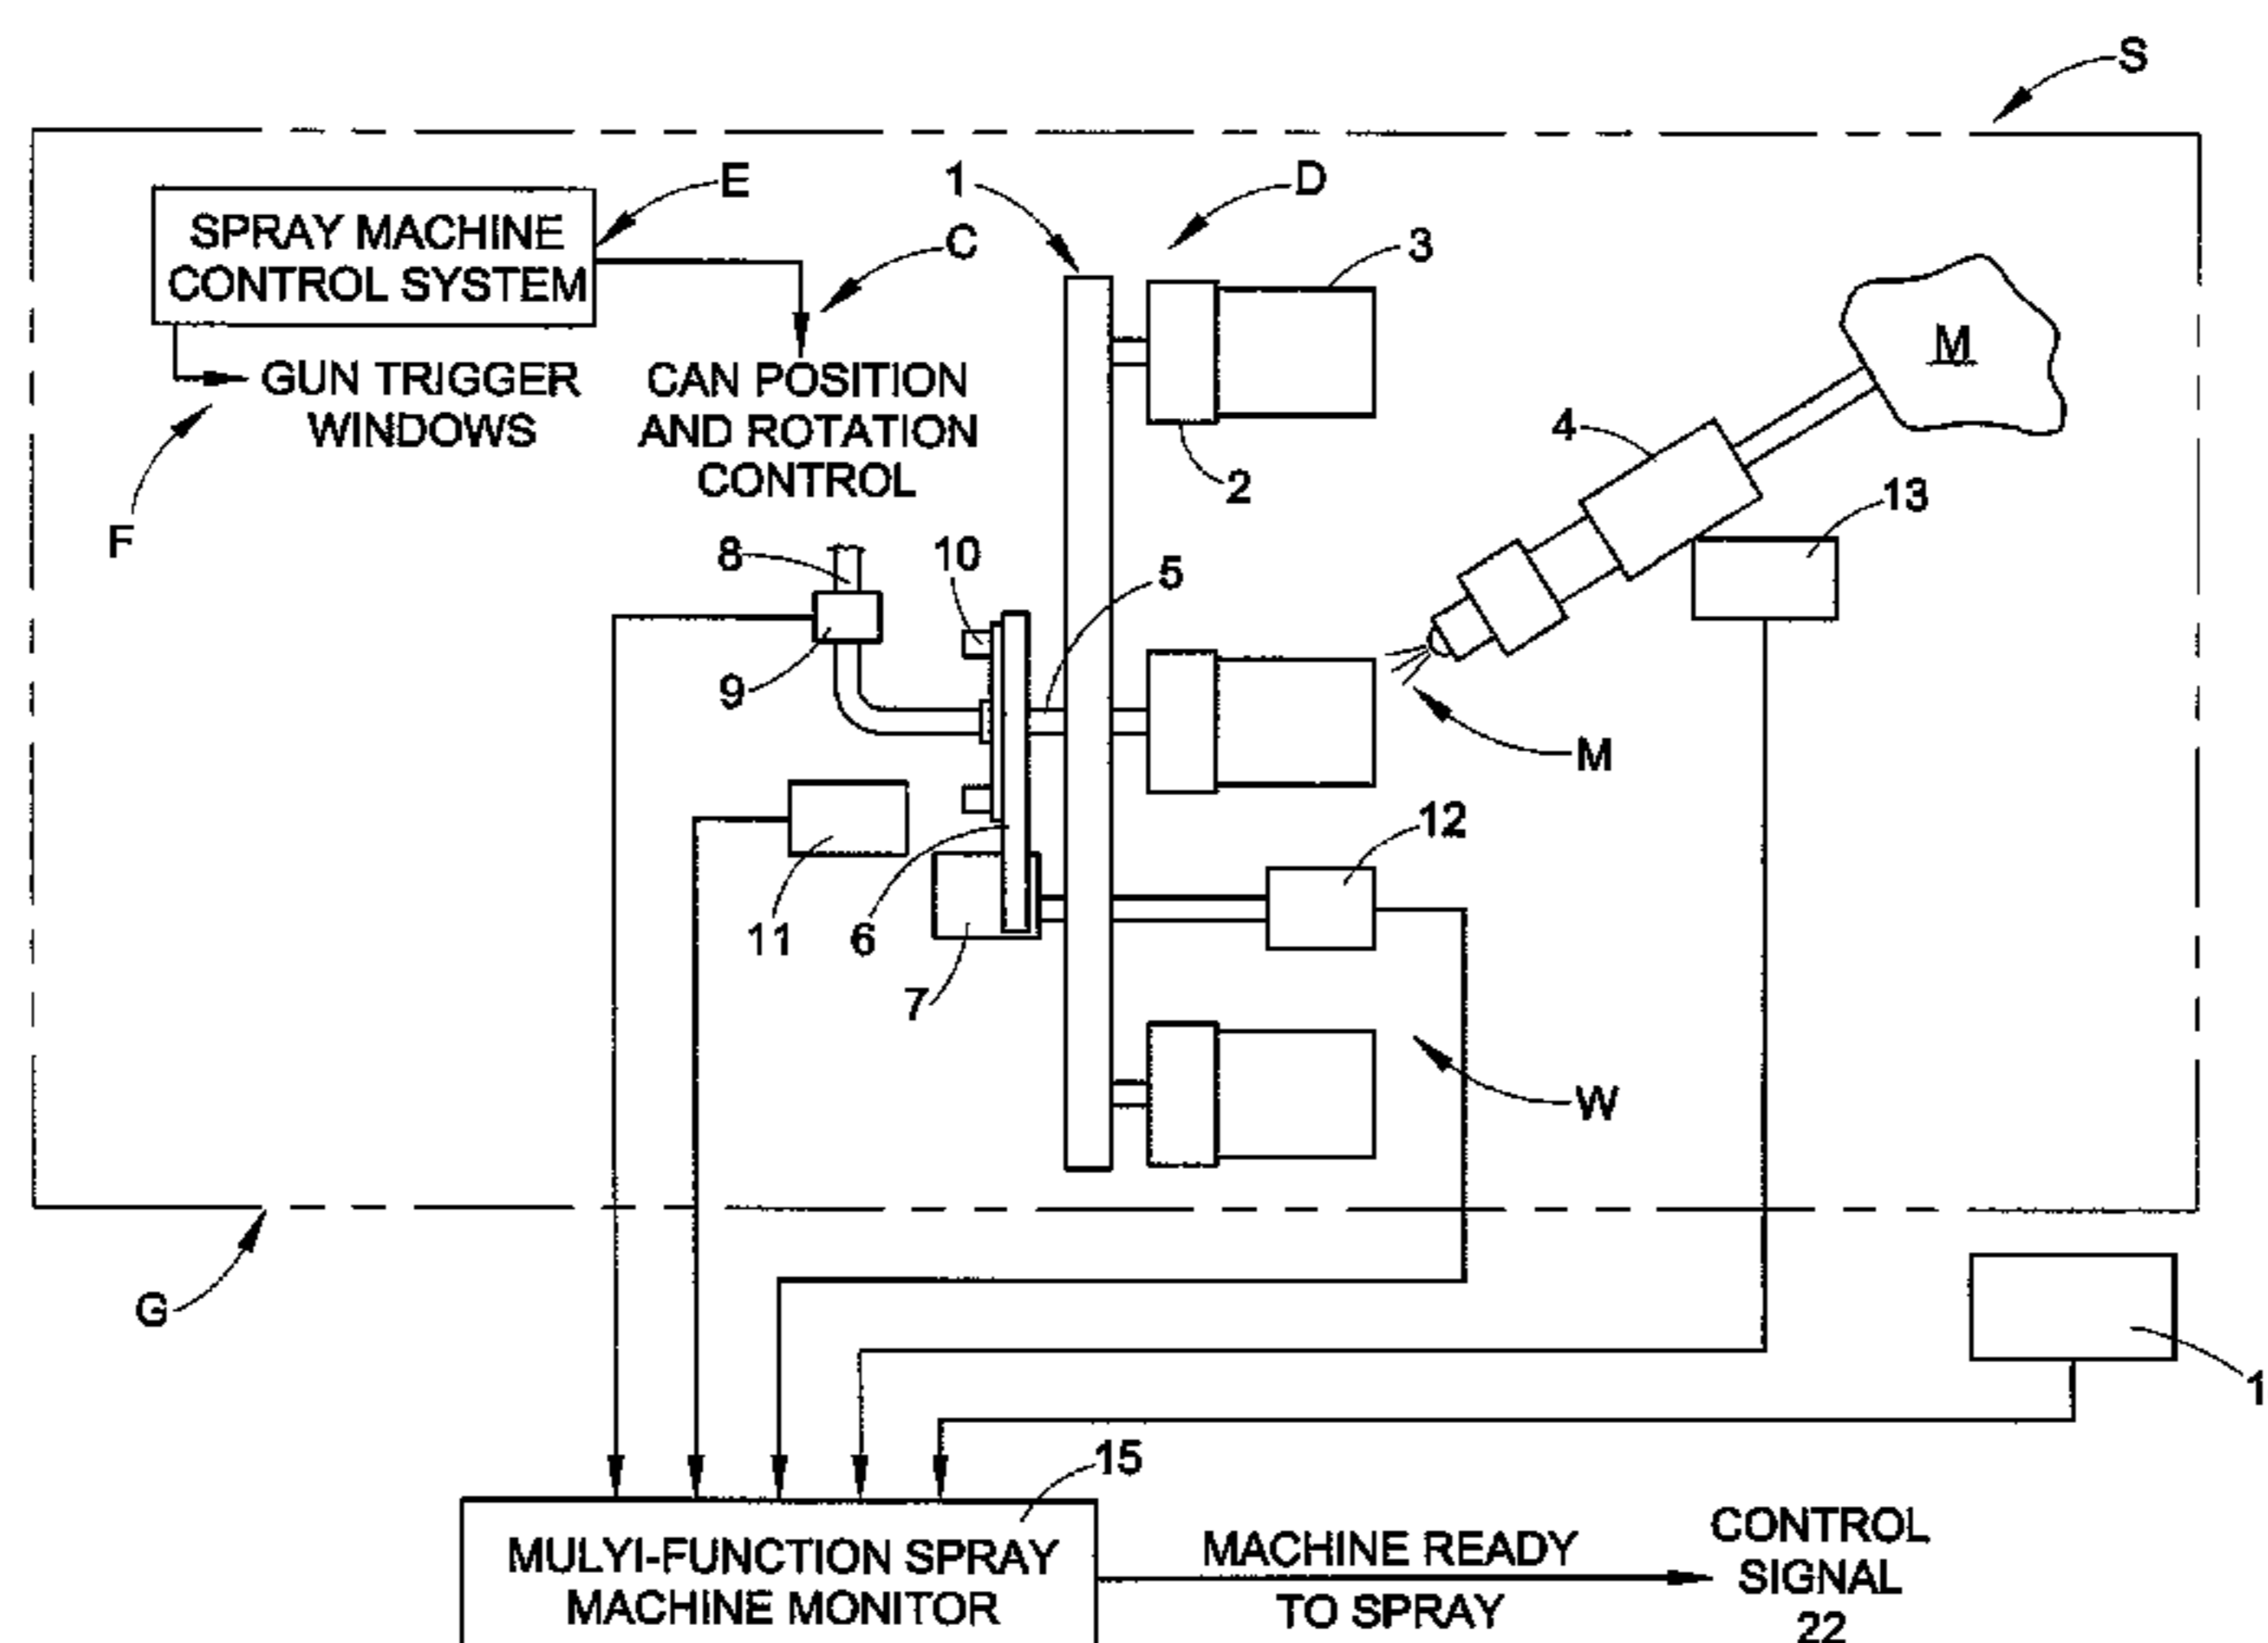 S
E
1
D
SPRAY MACHINE
CONTROL SYSTEM
C
3
GUN TRIGGER
WINDOWS
CAN POSITION
AND ROTATION
CONTROL
M
4
2
13
F
8
10
5
9
M
12
11
6
7
W
G
1
15
MULYI-FUNCTION SPRAY
MACHINE MONITOR
MACHINE READY
TO SPRAY
CONTROL
SIGNAL
22